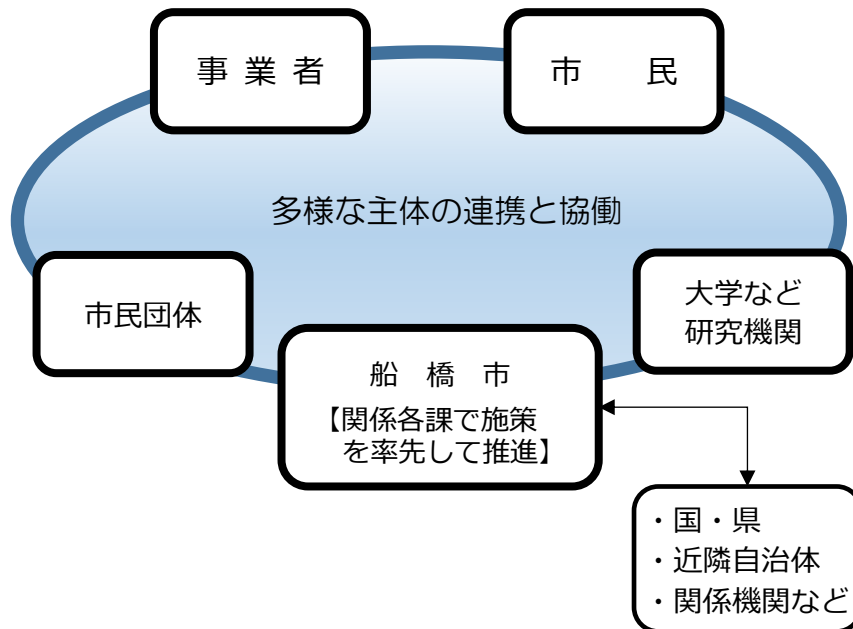 事業者
市　民
多様な主体の連携と協働
市民団体
大学など
研究機関
船 橋 市
【関係各課で施策
を率先して推進】
・国・県
・近隣自治体
・関係機関など